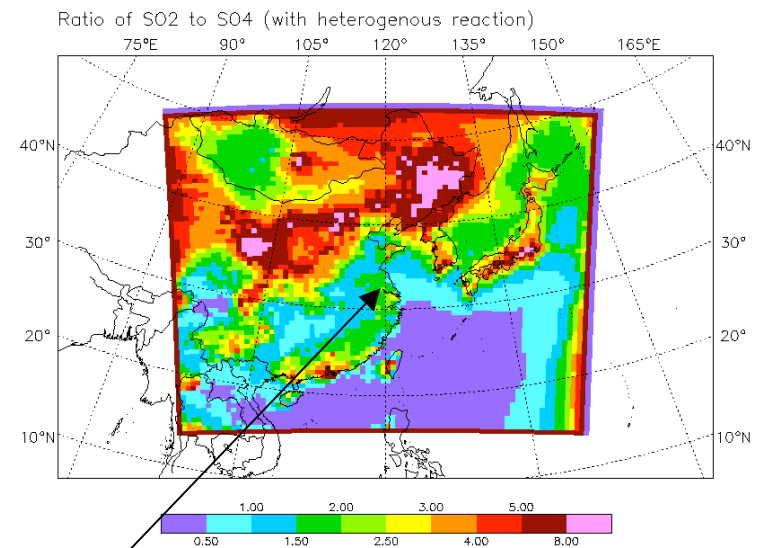 Ratio of SO2 to SO4 (with heterogenous reaction)
75°E 90° 105° 120° 135° 150° 165°E
40°N 40°N
30° 30°
20° 20°
10°N 10°N
1.00 2.00 3.00 5.00
0.50 1.50 2.50 4.00 8.00